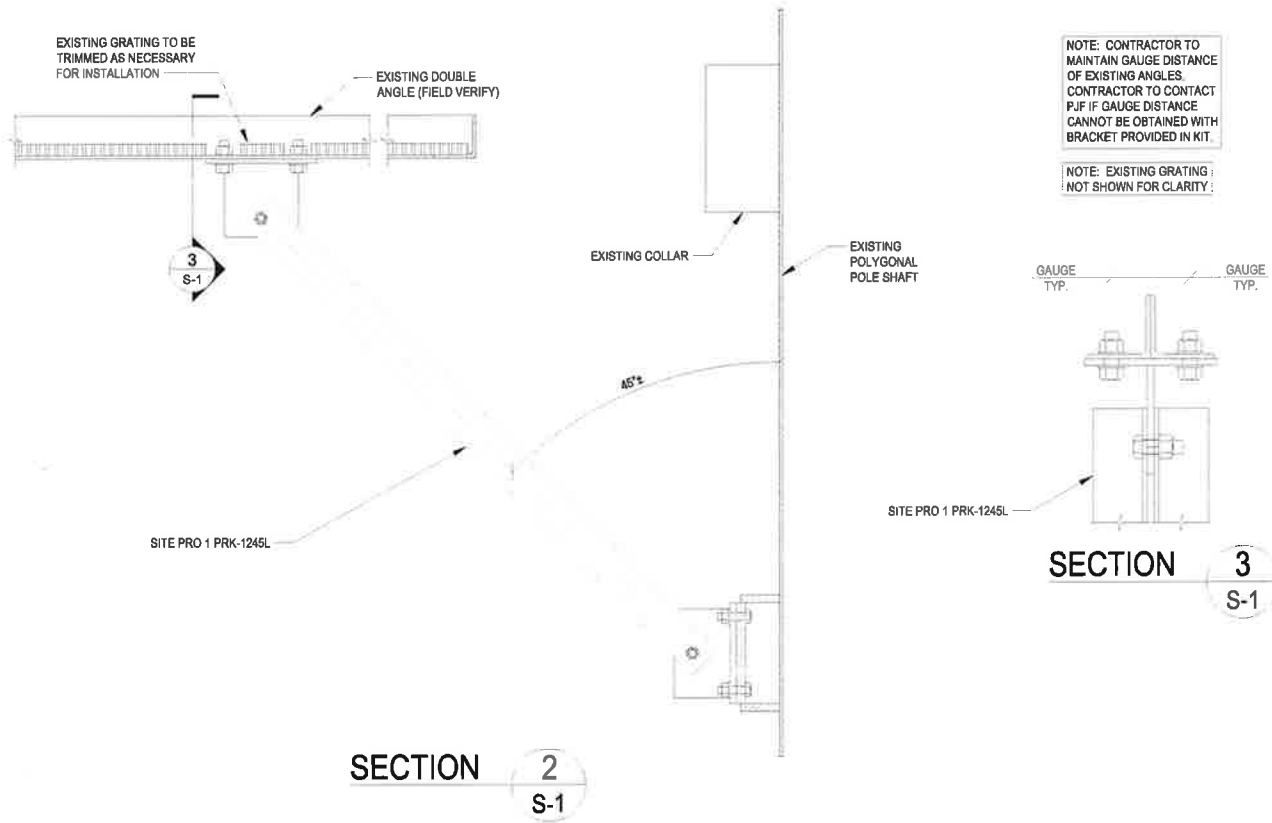 EXISTING GRATING TO BE
TRIMMED AS NECESSARY
FOR INSTALLATION
EXISTING DOUBLE
ANGLE (FIELD VERIFY)
3
S-1
EXISTING COLLAR
EXISTING
POLYGONAL
POLE SHAFT
45°±
SITE PRO 1 PRK-1245L
SECTION 2
S-1
NOTE: CONTRACTOR TO
MAINTAIN GAUGE DISTANCE
OF EXISTING ANGLES.
CONTRACTOR TO CONTACT
PJF IF GAUGE DISTANCE
CANNOT BE OBTAINED WITH
BRACKET PROVIDED IN KIT.
NOTE: EXISTING GRATING
NOT SHOWN FOR CLARITY
GAUGE
TYP.
GAUGE
TYP.
SITE PRO 1 PRK-1245L
SECTION 3
S-1